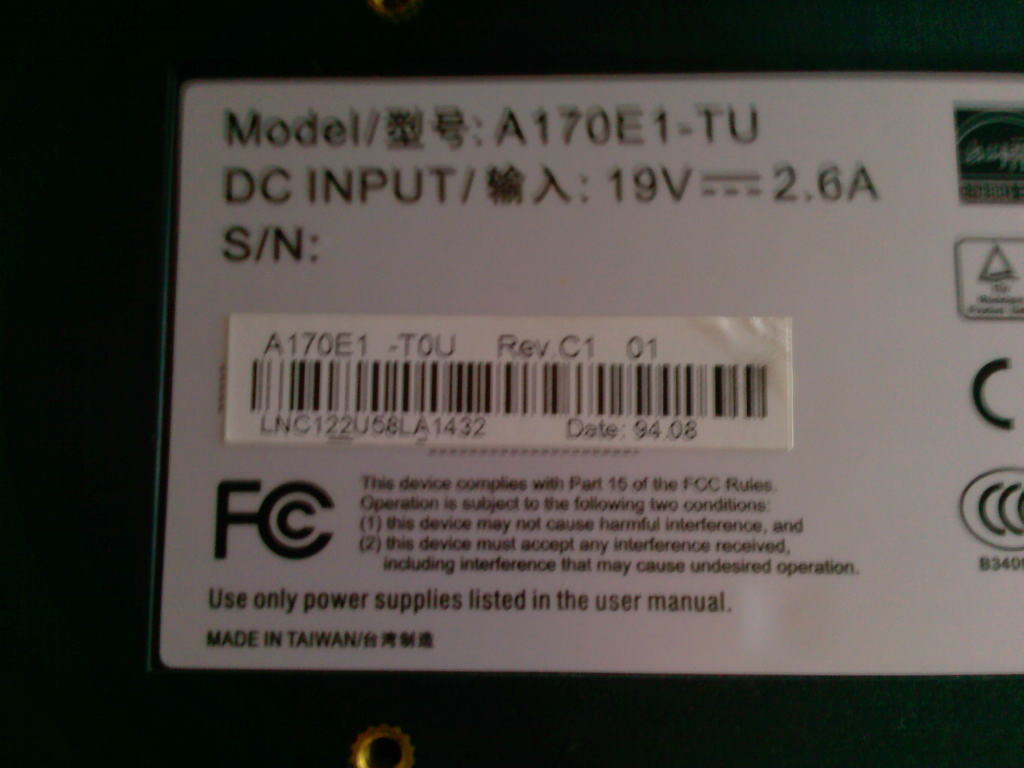 Model/型号: A170E1-TU
DC INPUT/输入: 19V 2.6A
S/N:
A170E1 -T0U Rev.C1 01
LNC122U58LA1432 Date: 94.08
FC
This device complies with Part 15 of the FCC Rules.
Operation is subject to the following two conditions:
(1) this device may not cause harmful interference, and
(2) this device must accept any interference received,
including interference that may cause undesired operation.
Use only power supplies listed in the user manual.
MADE IN TAIWAN/台湾制造
CE